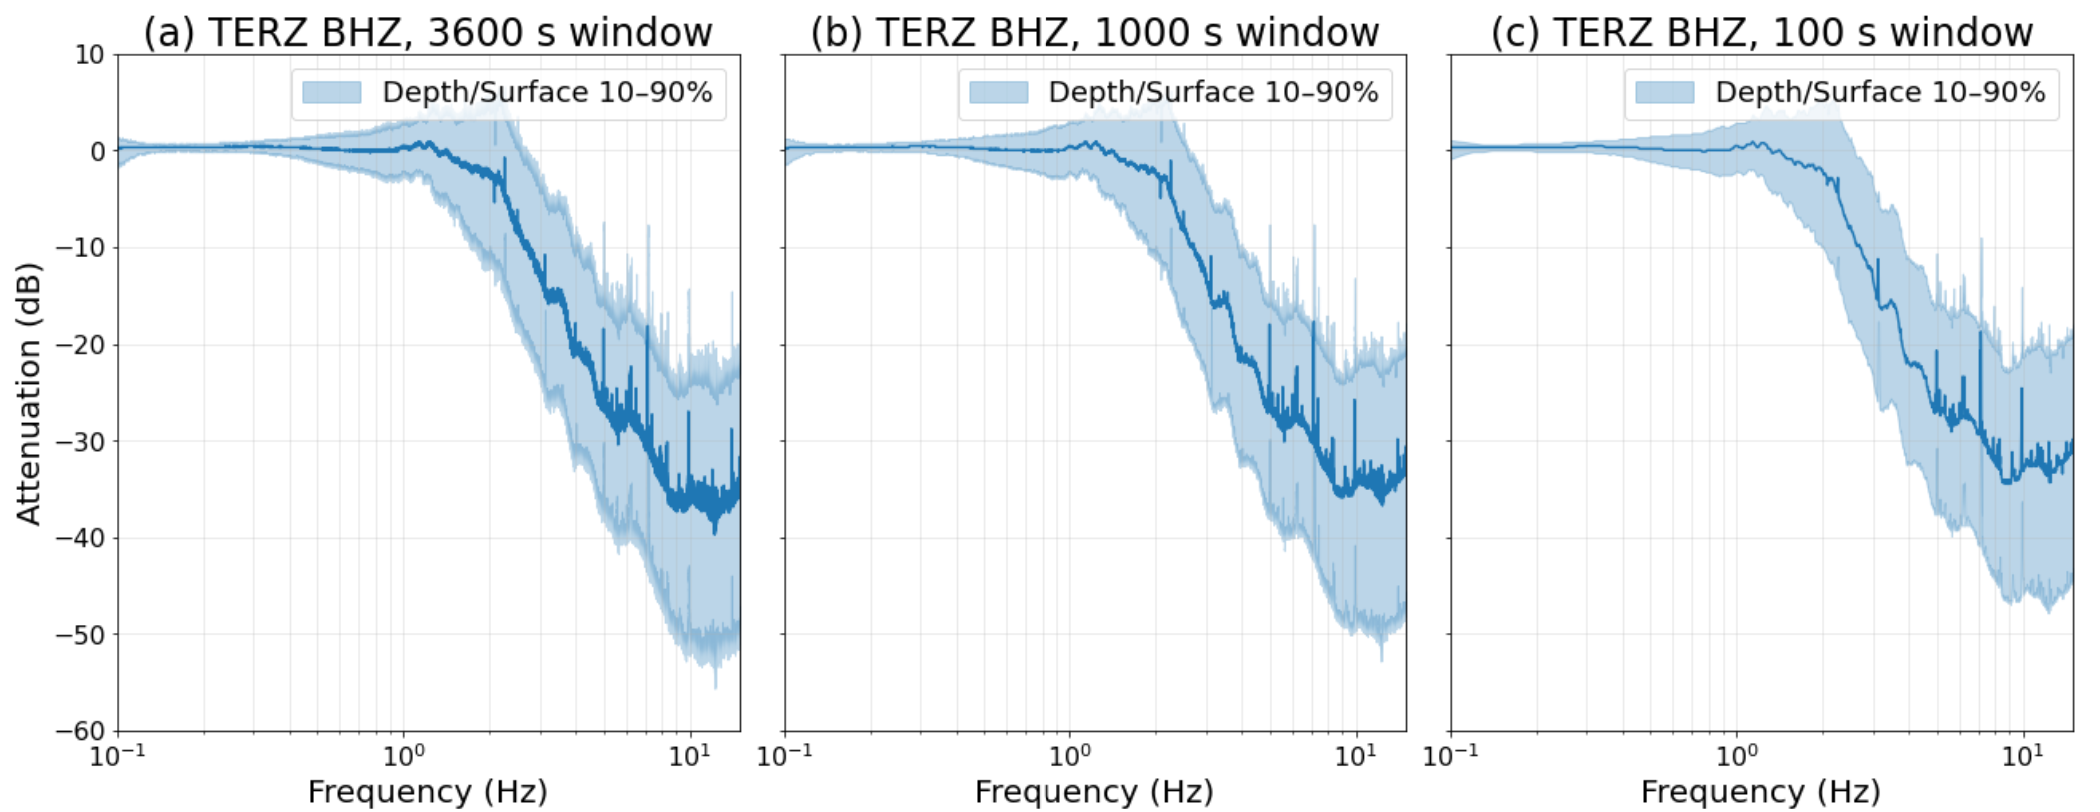 (a) TERZ BHZ, 3600 s window
(b) TERZ BHZ, 1000 s window
(c) TERZ BHZ, 100 s window
Depth/Surface 10–90%
Depth/Surface 10–90%
Depth/Surface 10–90%
Attenuation (dB)
10
0
−10
−20
−30
−40
−50
−60
10⁻¹ 10⁰ 10¹
10⁻¹ 10⁰ 10¹
10⁻¹ 10⁰ 10¹
Frequency (Hz)
Frequency (Hz)
Frequency (Hz)